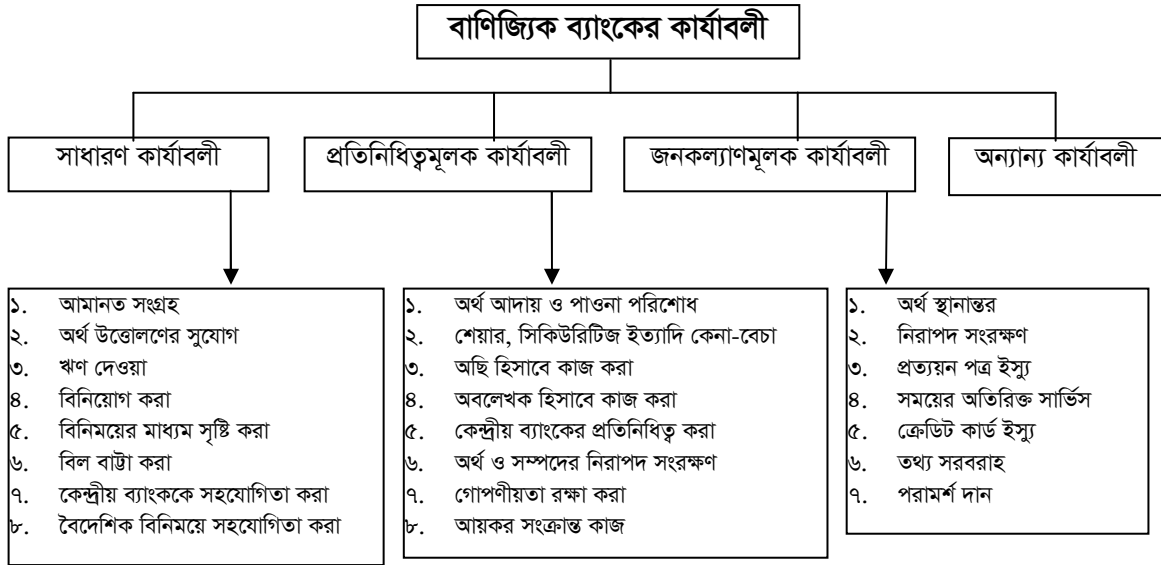 বাণিজ্যিক ব্যাংকের কার্যাবলী
সাধারণ কার্যাবলী
প্রতিনিধিত্বমূলক কার্যাবলী
জনকল্যাণমূলক কার্যাবলী
অন্যান্য কার্যাবলী
১. আমানত সংগ্রহ
২. অর্থ উত্তোলণের সুযোগ
৩. ঋণ দেওয়া
৪. বিনিয়োগ করা
৫. বিনিময়ের মাধ্যম সৃষ্টি করা
৬. বিল বাট্টা করা
৭. কেন্দ্রীয় ব্যাংককে সহযোগিতা করা
৮. বৈদেশিক বিনিময়ে সহযোগিতা করা
১. অর্থ আদায় ও পাওনা পরিশোধ
২. শেয়ার, সিকিউরিটিজ ইত্যাদি কেনা-বেচা
৩. অছি হিসাবে কাজ করা
৪. অবলেখক হিসাবে কাজ করা
৫. কেন্দ্রীয় ব্যাংকের প্রতিনিধিত্ব করা
৬. অর্থ ও সম্পদের নিরাপদ সংরক্ষণ
৭. গোপণীয়তা রক্ষা করা
৮. আয়কর সংক্রান্ত কাজ
১. অর্থ স্থানান্তর
২. নিরাপদ সংরক্ষণ
৩. প্রত্যয়ন পত্র ইস্যু
৪. সময়ের অতিরিক্ত সার্ভিস
৫. ক্রেডিট কার্ড ইস্যু
৬. তথ্য সরবরাহ
৭. পরামর্শ দান